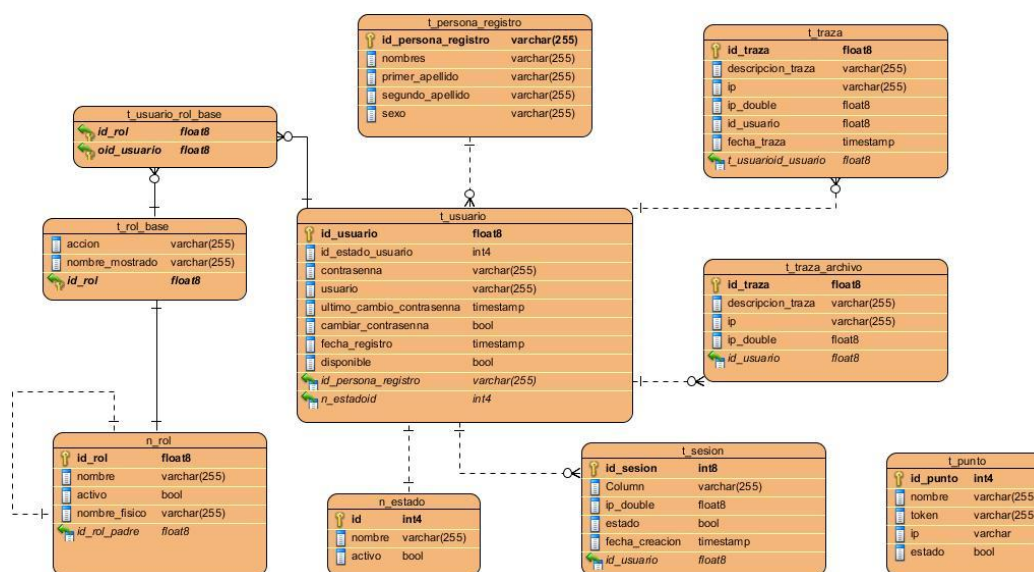 t_persona_registro
id_persona_registro varchar(255)
nombres varchar(255)
primer_apellido varchar(255)
segundo_apellido varchar(255)
sexo varchar(255)
t_traza
id_traza float8
descripcion_traza varchar(255)
ip varchar(255)
ip_double float8
id_usuario float8
fecha_traza timestamp
t_usuarioid_usuario float8
t_usuario_rol_base
id_rol float8
oid_usuario float8
t_rol_base
accion varchar(255)
nombre_mostrado varchar(255)
id_rol float8
t_usuario
id_usuario float8
id_estado_usuario int4
contrasenna varchar(255)
usuario varchar(255)
ultimo_cambio_contrasenna timestamp
cambiar_contrasenna bool
fecha_registro timestamp
disponible bool
id_persona_registro varchar(255)
n_estadoid int4
t_traza_archivo
id_traza float8
descripcion_traza varchar(255)
ip varchar(255)
ip_double float8
id_usuario float8
n_rol
id_rol float8
nombre varchar(255)
activo bool
nombre_fisico varchar(255)
id_rol_padre float8
n_estado
id int4
nombre varchar(255)
activo bool
t_sesion
id_sesion int8
Column varchar(255)
ip_double float8
estado bool
fecha_creacion timestamp
id_usuario float8
t_punto
id_punto int4
nombre varchar(255
token varchar(255
ip varchar
estado bool